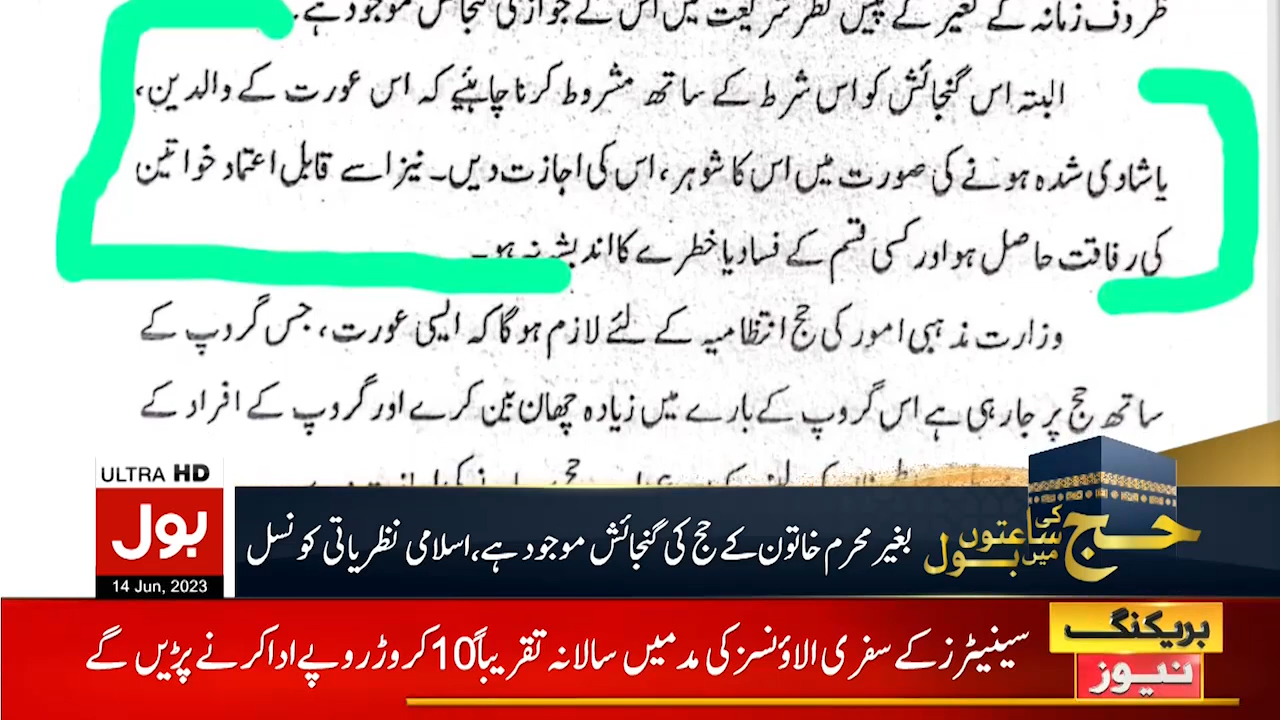 ظروف زمانہ کے تغیر کے پیش نظر شریعت میں اس کے جواز کی گنجائش موجود ہے۔
البتہ اس گنجائش کو اس شرط کے ساتھ مشروط کرنا چاہئیے کہ اس عورت کے والدین،
یا شادی شدہ ہونے کی صورت میں اس کا شوہر، اس کی اجازت دیں۔ نیز اسے قابل اعتماد خواتین
کی رفاقت حاصل ہو اور کسی قسم کے فساد یا خطرے کا اندیشہ نہ ہو۔
وزارت مذہبی امور کی حج انتظامیہ کے لئے لازم ہوگا کہ ایسی عورت، جس گروپ کے
ساتھ حج پر جارہی ہے اس گروپ کے بارے میں زیادہ چھان بین کرے اور گروپ کے افراد کے
ULTRA HD
بول
14 Jun, 2023
حج کی ساعتوں میں بول
بغیر محرم خاتون کے حج کی گنجائش موجود ہے، اسلامی نظریاتی کونسل
بریکنگ نیوز
سینیٹرز کے سفری الاؤنسز کی مد میں سالانہ تقریباً 10 کروڑ روپے ادا کرنے پڑیں گے